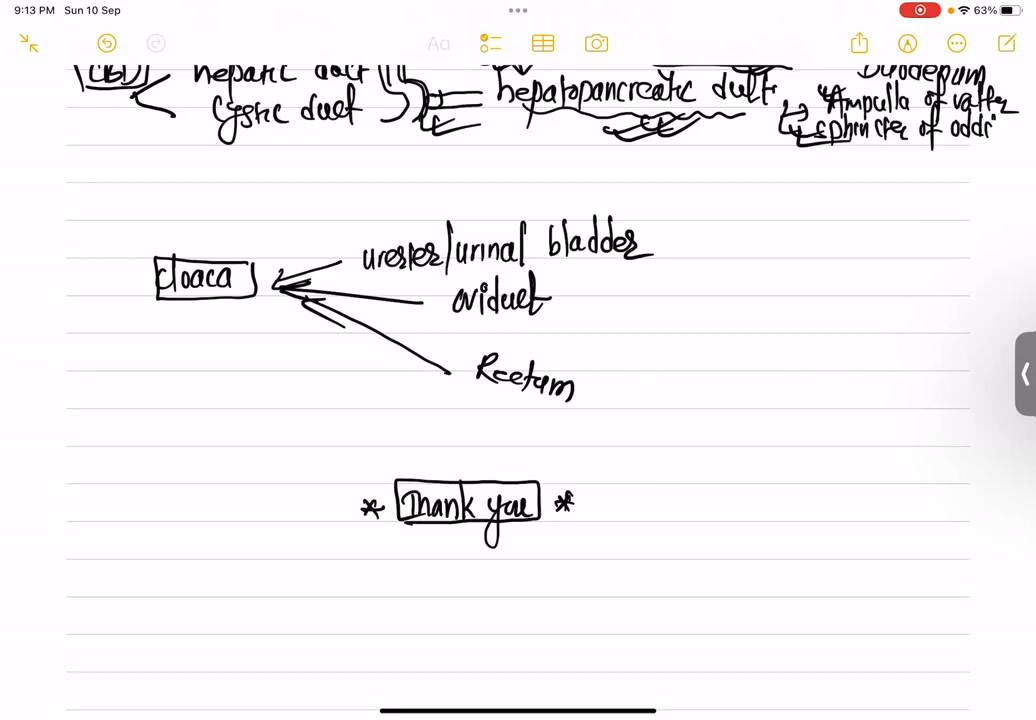 9:13 PM Sun 10 Sep
63%
Aa
(CBD) hepatic duct
Duodenum
cystic duct
hepatopancreatic duct
Ampulla of vatter
sphincter of oddi
ureter/urinal bladder
cloaca
oviduct
Rectum
* Thank you *